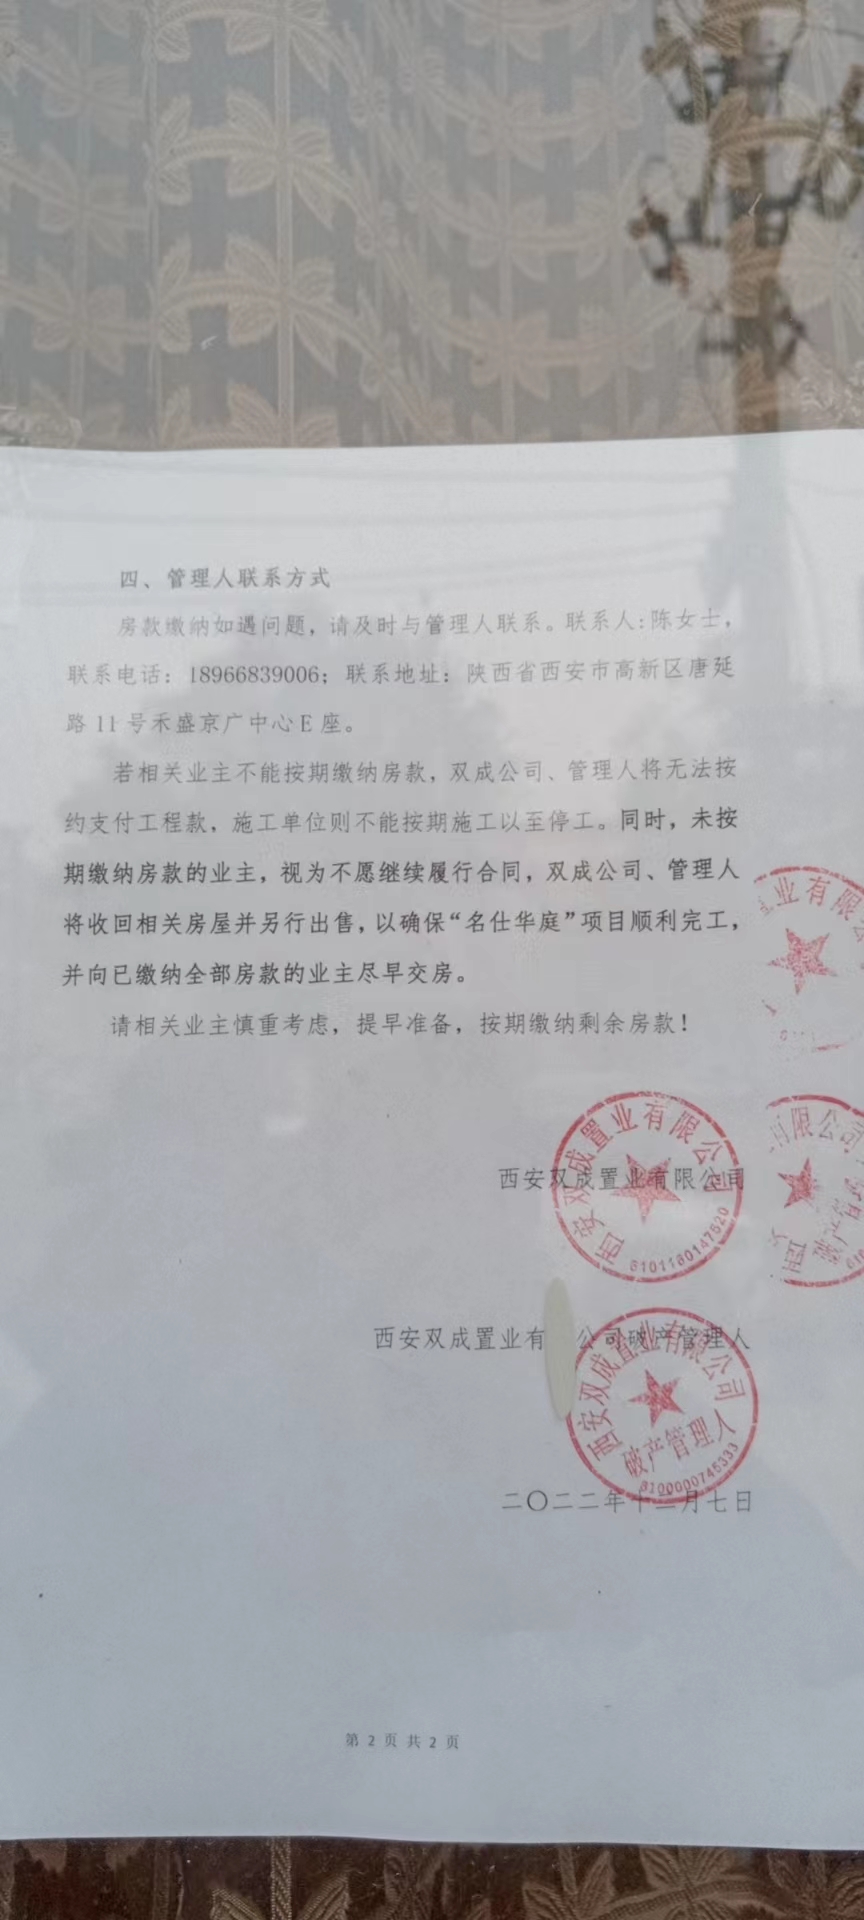 四、管理人联系方式
房款缴纳如遇问题，请及时与管理人联系。联系人：陈女士，
联系电话：18966839006；联系地址：陕西省西安市高新区唐延
路11号禾盛京广中心E座。
若相关业主不能按期缴纳房款，双成公司、管理人将无法按
约支付工程款，施工单位则不能按期施工以至停工。同时，未按
期缴纳房款的业主，视为不愿继续履行合同，双成公司、管理人
将收回相关房屋并另行出售，以确保“名仕华庭”项目顺利完工，
并向已缴纳全部房款的业主尽早交房。
请相关业主慎重考虑，提早准备，按期缴纳剩余房款！
置业有限公
西安双成置业有限公司
西安双成置业有限公司
6101160147620
有限公司
西安双成置业有 公司破产管理人
西安双成置业有限公司
破产管理人
6100000745333
二〇二二年十二月七日
第 2 页 共 2 页